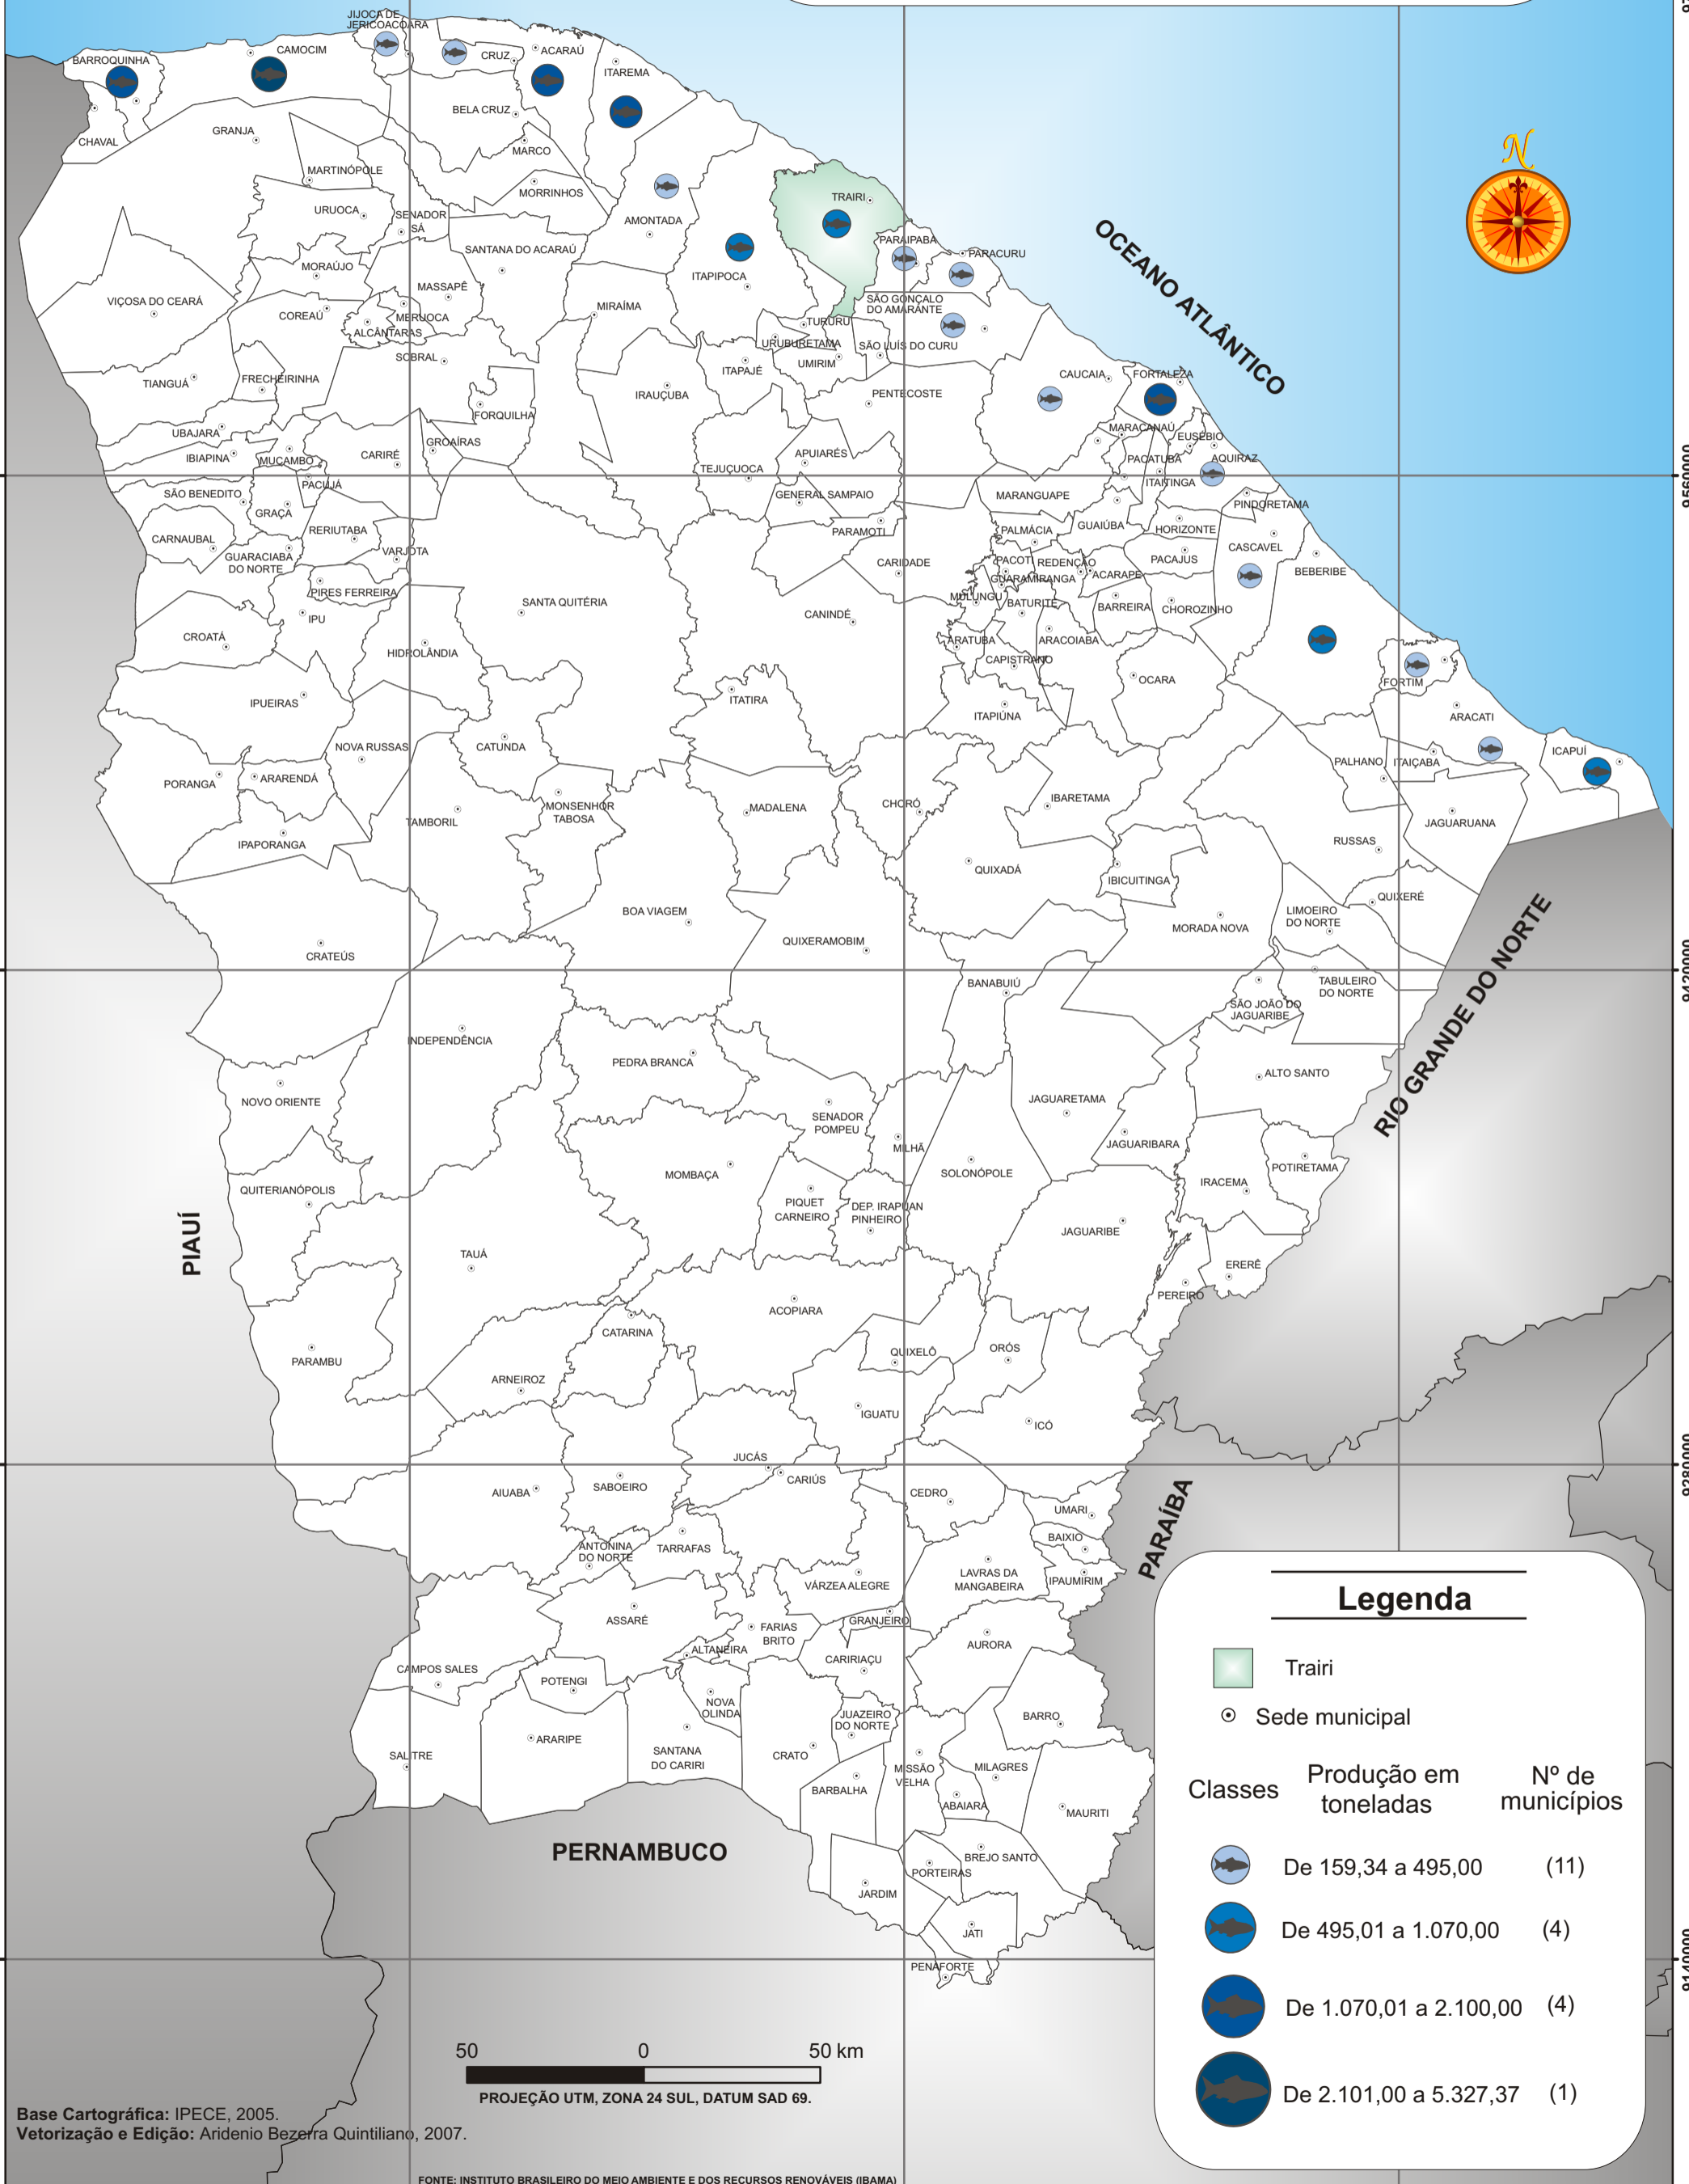 JIJOCA DE
JERICOACOARA
CAMOCIM
BARROQUINHA
CRUZ
ACARAÚ
ITAREMA
BELA CRUZ
CHAVAL
GRANJA
MARCO
MARTINÓPOLE
MORRINHOS
URUOCA
SENADOR
SÁ
AMONTADA
TRAIRI
N
SANTANA DO ACARAÚ
PARAIPABA
PARACURU
OCEANO ATLÂNTICO
MORAÚJO
ITAPIPOCA
MASSAPÊ
VIÇOSA DO CEARÁ
MIRAÍMA
SÃO GONÇALO
DO AMARANTE
COREAÚ
MERUOCA
ALCÂNTARAS
TURURU
URUBURETAMA
SÃO LUÍS DO CURU
SOBRAL
UMIRIM
ITAPAJÉ
TIANGUÁ
FRECHEIRINHA
CAUCAIA
FORTALEZA
IRAUÇUBA
PENTECOSTE
FORQUILHA
UBAJARA
MARACANAÚ
EUSÉBIO
GROAÍRAS
IBIAPINA
MUCAMBO
CARIRÉ
APUIARÉS
PACATUBA
AQUIRAZ
TEJUÇUOCA
9560000
PACUJÁ
ITAITINGA
SÃO BENEDITO
GENERAL SAMPAIO
MARANGUAPE
PINDORETAMA
GRAÇA
RERIUTABA
PARAMOTI
PALMÁCIA
GUAIÚBA
HORIZONTE
CARNAUBAL
GUARACIABA
DO NORTE
VARJOTA
CASCAVEL
CARIDADE
PACOTI
REDENÇÃO
PACAJUS
BEBERIBE
GUARAMIRANGA
ACARAPE
PIRES FERREIRA
MULUNGU
BATURITÉ
BARREIRA
CHOROZINHO
IPU
SANTA QUITÉRIA
CANINDÉ
CROATÁ
HIDROLÂNDIA
ARATUBA
ARACOIABA
CAPISTRANO
OCARA
FORTIM
IPUEIRAS
ITATIRA
ITAPIÚNA
ARACATI
NOVA RUSSAS
CATUNDA
ICAPUÍ
PALHANO
ITAIÇABA
PORANGA
ARARENDÁ
MONSENHOR
TABOSA
MADALENA
CHORÓ
IBARETAMA
TAMBORIL
JAGUARUANA
IPAPORANGA
RUSSAS
QUIXADÁ
IBICUITINGA
QUIXERÉ
BOA VIAGEM
LIMOEIRO
DO NORTE
QUIXERAMOBIM
MORADA NOVA
CRATEÚS
9420000
BANABUIÚ
TABULEIRO
DO NORTE
SÃO JOÃO DO
JAGUARIBE
RIO GRANDE DO NORTE
INDEPENDÊNCIA
PEDRA BRANCA
ALTO SANTO
NOVO ORIENTE
JAGUARETAMA
SENADOR
POMPEU
MILHÃ
JAGUARIBARA
MOMBAÇA
SOLONÓPOLE
POTIRETAMA
IRACEMA
QUITERIANÓPOLIS
PIQUET
CARNEIRO
DEP. IRAPUAN
PINHEIRO
JAGUARIBE
PIAUÍ
TAUÁ
ERERÊ
PEREIRO
ACOPIARA
CATARINA
PARAMBU
QUIXELÔ
ORÓS
ARNEIROZ
IGUATU
ICÓ
JUCÁS
CARIÚS
9280000
AIUABA
SABOEIRO
CEDRO
UMARI
PARAÍBA
BAIXIO
ANTONINA
DO NORTE
TARRAFAS
VÁRZEA ALEGRE
LAVRAS DA
MANGABEIRA
IPAUMIRIM
ASSARÉ
GRANJEIRO
FARIAS
BRITO
AURORA
ALTANEIRA
CARIRIAÇU
CAMPOS SALES
POTENGI
NOVA
OLINDA
JUAZEIRO
DO NORTE
BARRO
ARARIPE
SALITRE
SANTANA
DO CARIRI
CRATO
MISSÃO
VELHA
MILAGRES
BARBALHA
ABAIARA
MAURITI
PERNAMBUCO
BREJO SANTO
PORTEIRAS
JARDIM
JATI
PENAFORTE
9140000
Legenda
Trairi
Sede municipal
Classes
Produção em
toneladas
Nº de
municípios
De 159,34 a 495,00 (11)
De 495,01 a 1.070,00 (4)
De 1.070,01 a 2.100,00 (4)
De 2.101,00 a 5.327,37 (1)
50 0 50 km
PROJEÇÃO UTM, ZONA 24 SUL, DATUM SAD 69.
Base Cartográfica: IPECE, 2005.
Vetorização e Edição: Aridenio Bezerra Quintiliano, 2007.
FONTE: INSTITUTO BRASILEIRO DO MEIO AMBIENTE E DOS RECURSOS RENOVÁVEIS (IBAMA)